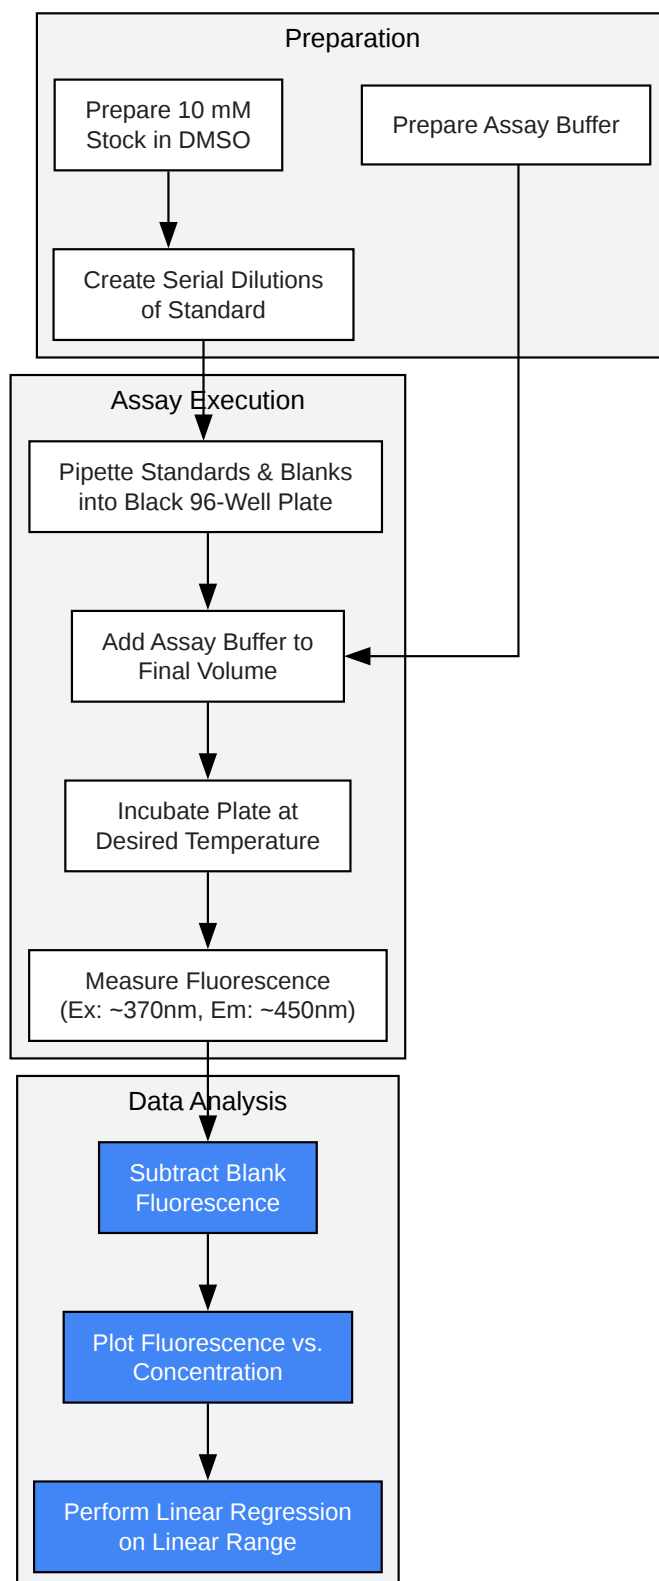 Preparation
Prepare 10 mM
Stock in DMSO
Prepare Assay Buffer
Create Serial Dilutions
of Standard
Assay Execution
Pipette Standards & Blanks
into Black 96-Well Plate
Add Assay Buffer to
Final Volume
Incubate Plate at
Desired Temperature
Measure Fluorescence
(Ex: ~370nm, Em: ~450nm)
Data Analysis
Subtract Blank
Fluorescence
Plot Fluorescence vs.
Concentration
Perform Linear Regression
on Linear Range